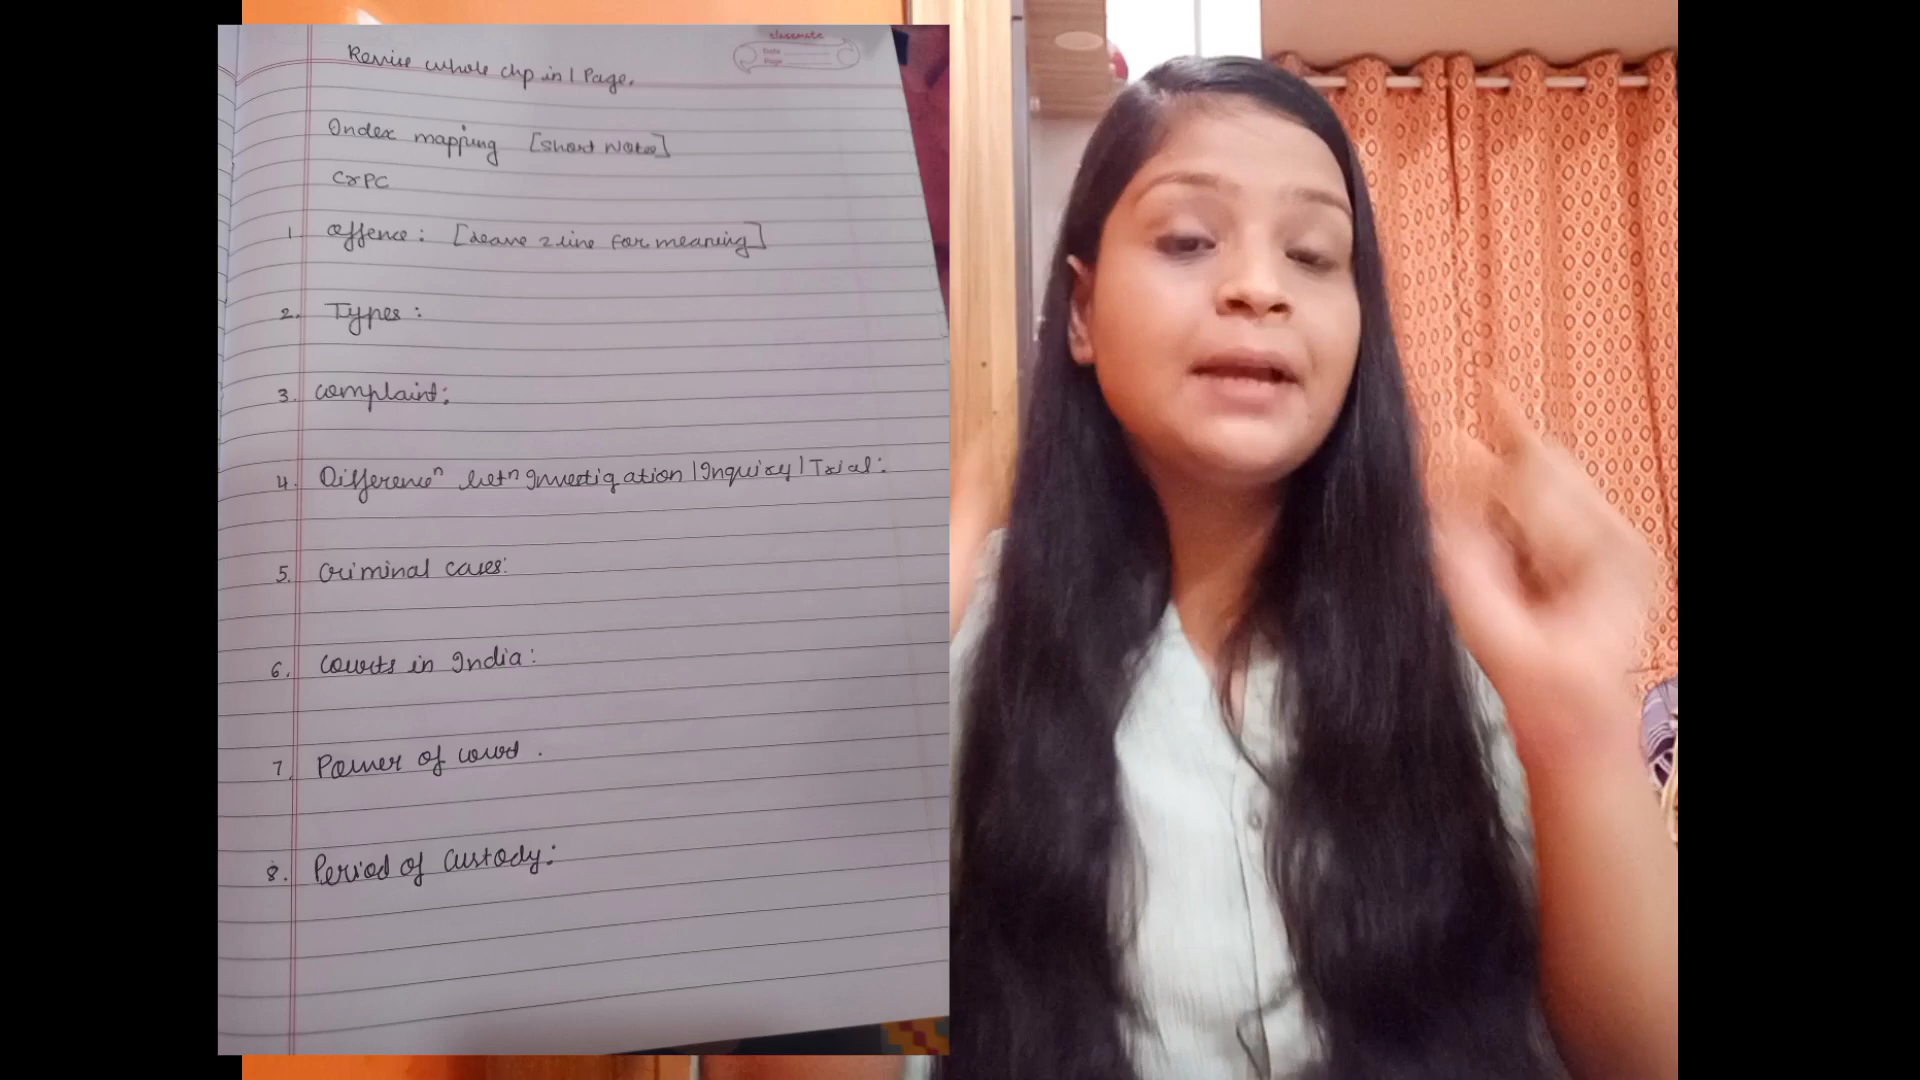 classmate
Date
Page
Revise whole chp in 1 Page.
Index mapping [Short Notes]
CrPC
1. Offence: [Leave 2 line for meaning]
2. Types:
3. Complaint:
4. Differenceⁿ betⁿ Investigation | Inquiry | Trial:
5. Criminal cases:
6. Courts in India:
7. Power of court.
8. Period of Custody: